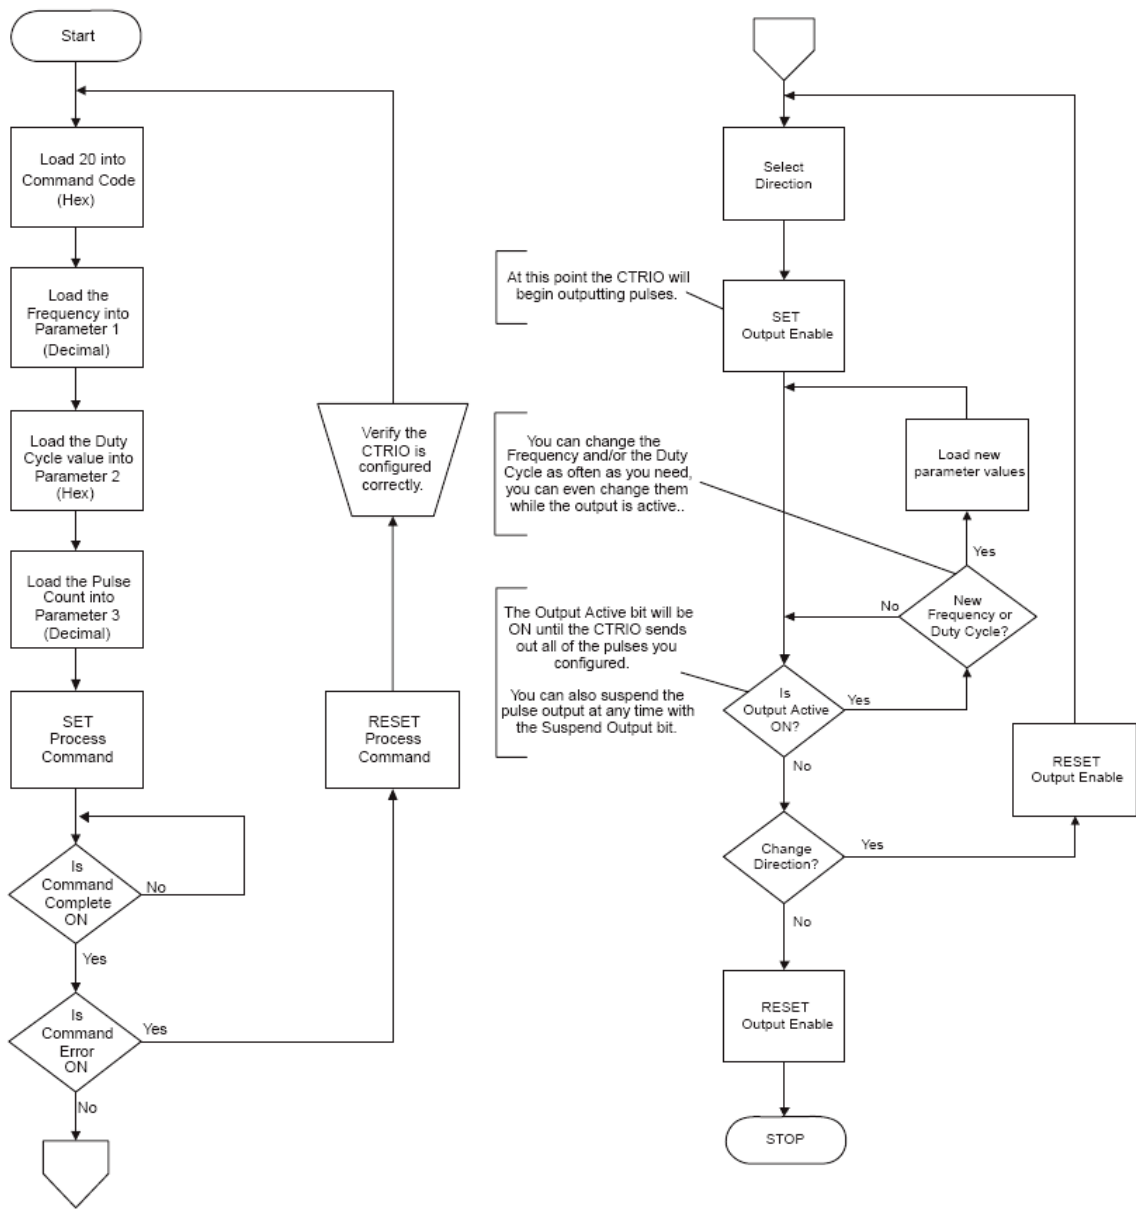 Start
Load 20 into
Command Code
(Hex)
Load the
Frequency into
Parameter 1
(Decimal)
Load the Duty
Cycle value into
Parameter 2
(Hex)
Load the Pulse
Count into
Parameter 3
(Decimal)
SET
Process
Command
Is
Command
Complete
ON
No
Yes
Is
Command
Error
ON
Yes
No
Verify the
CTRIO is
configured
correctly.
RESET
Process
Command
Select
Direction
At this point the CTRIO will
begin outputting pulses.
SET
Output Enable
You can change the
Frequency and/or the Duty
Cycle as often as you need,
you can even change them
while the output is active..
Load new
parameter values
Yes
New
Frequency or
Duty Cycle?
No
The Output Active bit will be
ON until the CTRIO sends
out all of the pulses you
configured.
You can also suspend the
pulse output at any time with
the Suspend Output bit.
Is
Output Active
ON?
Yes
No
RESET
Output Enable
Change
Direction?
Yes
No
RESET
Output Enable
STOP